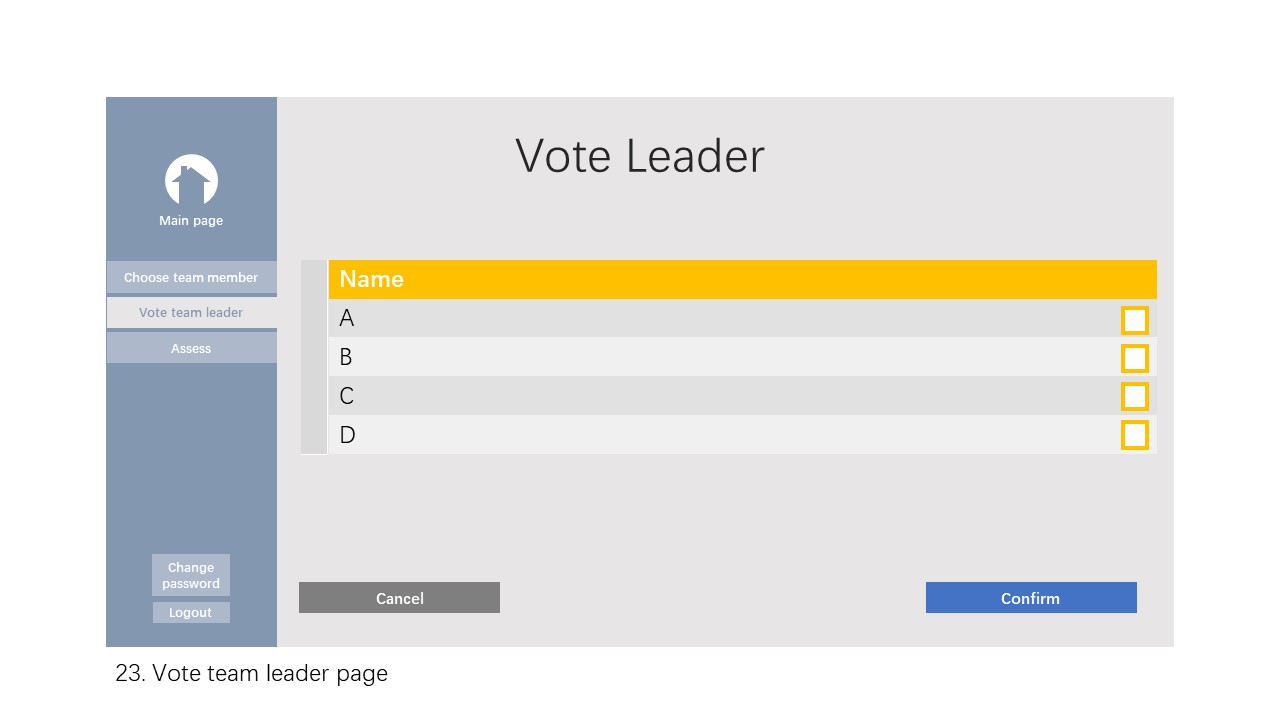 Vote Leader
Main page
Choose team member
Vote team leader
Assess
Name
A
B
C
D
Change
password
Logout
Cancel
Confirm
23. Vote team leader page